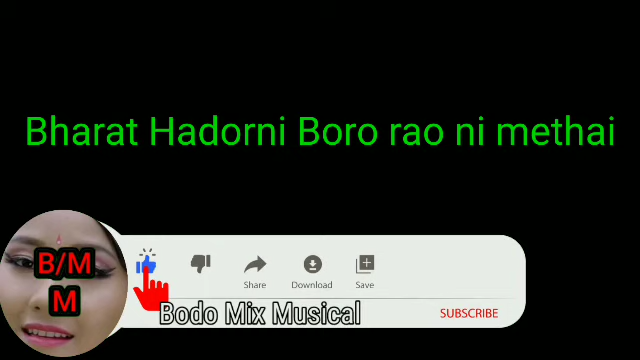 Bharat Hadorni Boro rao ni methai
B/M
M
Share Download Save
Bodo Mix Musical
SUBSCRIBE